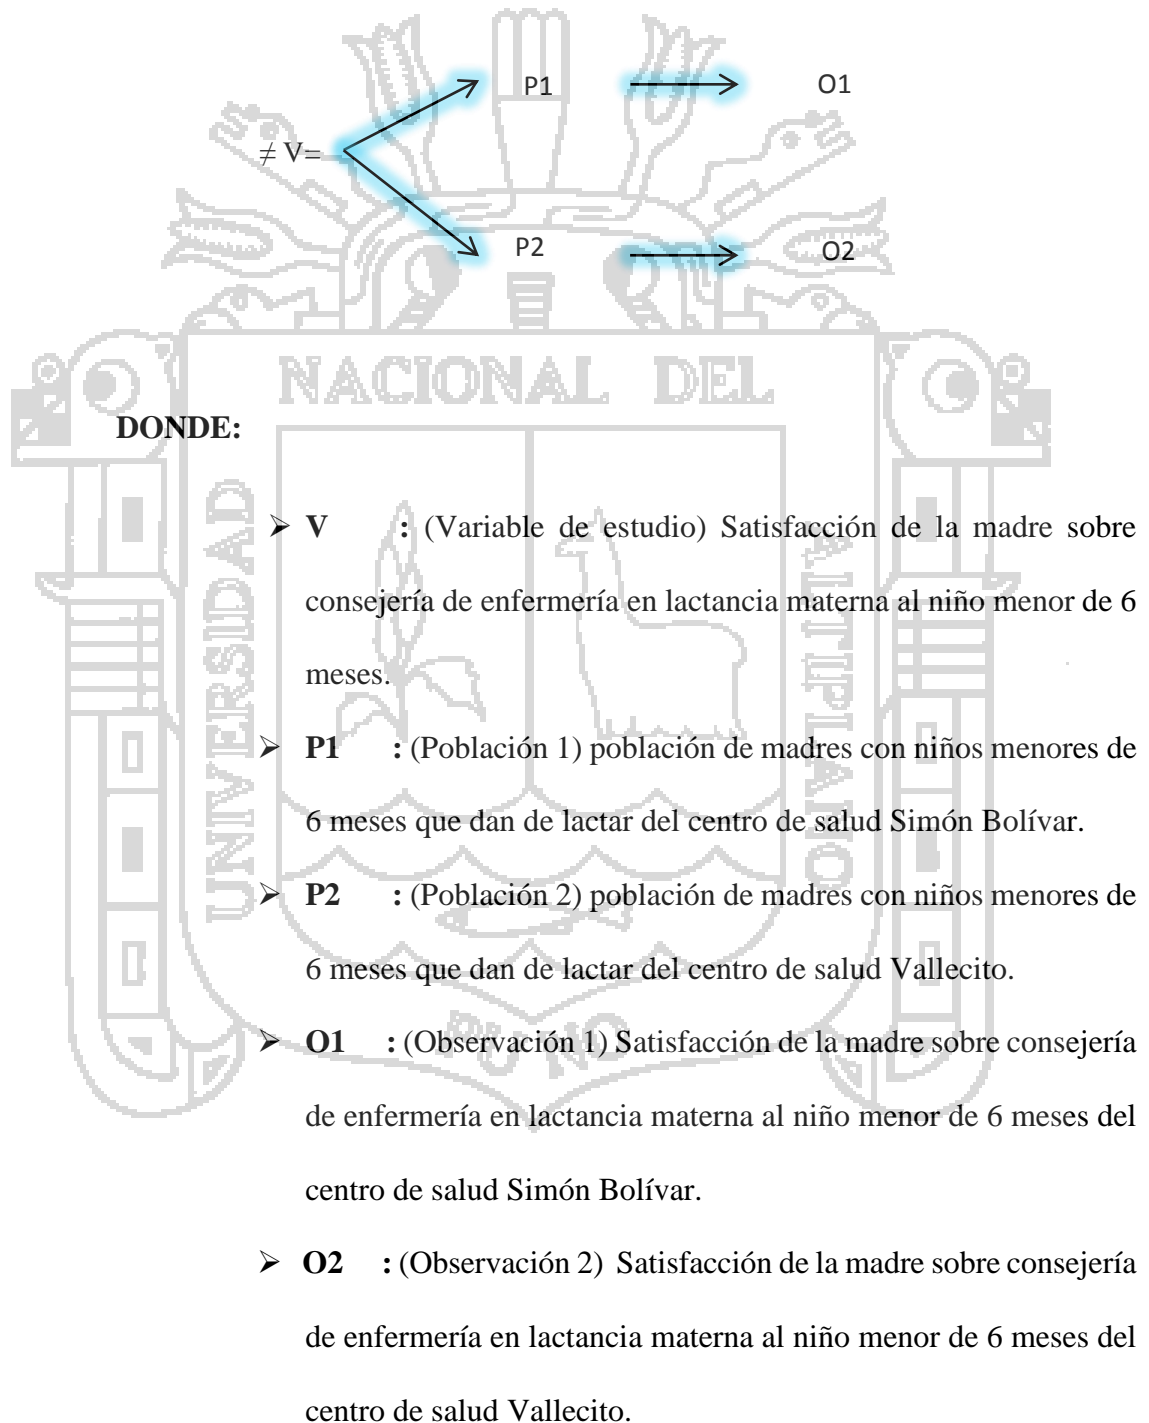 P1 O1
≠ V=
P2 O2
NACIONAL DEL
DONDE:
UNIVERSIDAD
ALTIPLANO
➢ V : (Variable de estudio) Satisfacción de la madre sobre
consejería de enfermería en lactancia materna al niño menor de 6
meses.
➢ P1 : (Población 1) población de madres con niños menores de
6 meses que dan de lactar del centro de salud Simón Bolívar.
➢ P2 : (Población 2) población de madres con niños menores de
6 meses que dan de lactar del centro de salud Vallecito.
PUNO
➢ O1 : (Observación 1) Satisfacción de la madre sobre consejería
de enfermería en lactancia materna al niño menor de 6 meses del
centro de salud Simón Bolívar.
➢ O2 : (Observación 2) Satisfacción de la madre sobre consejería
de enfermería en lactancia materna al niño menor de 6 meses del
centro de salud Vallecito.